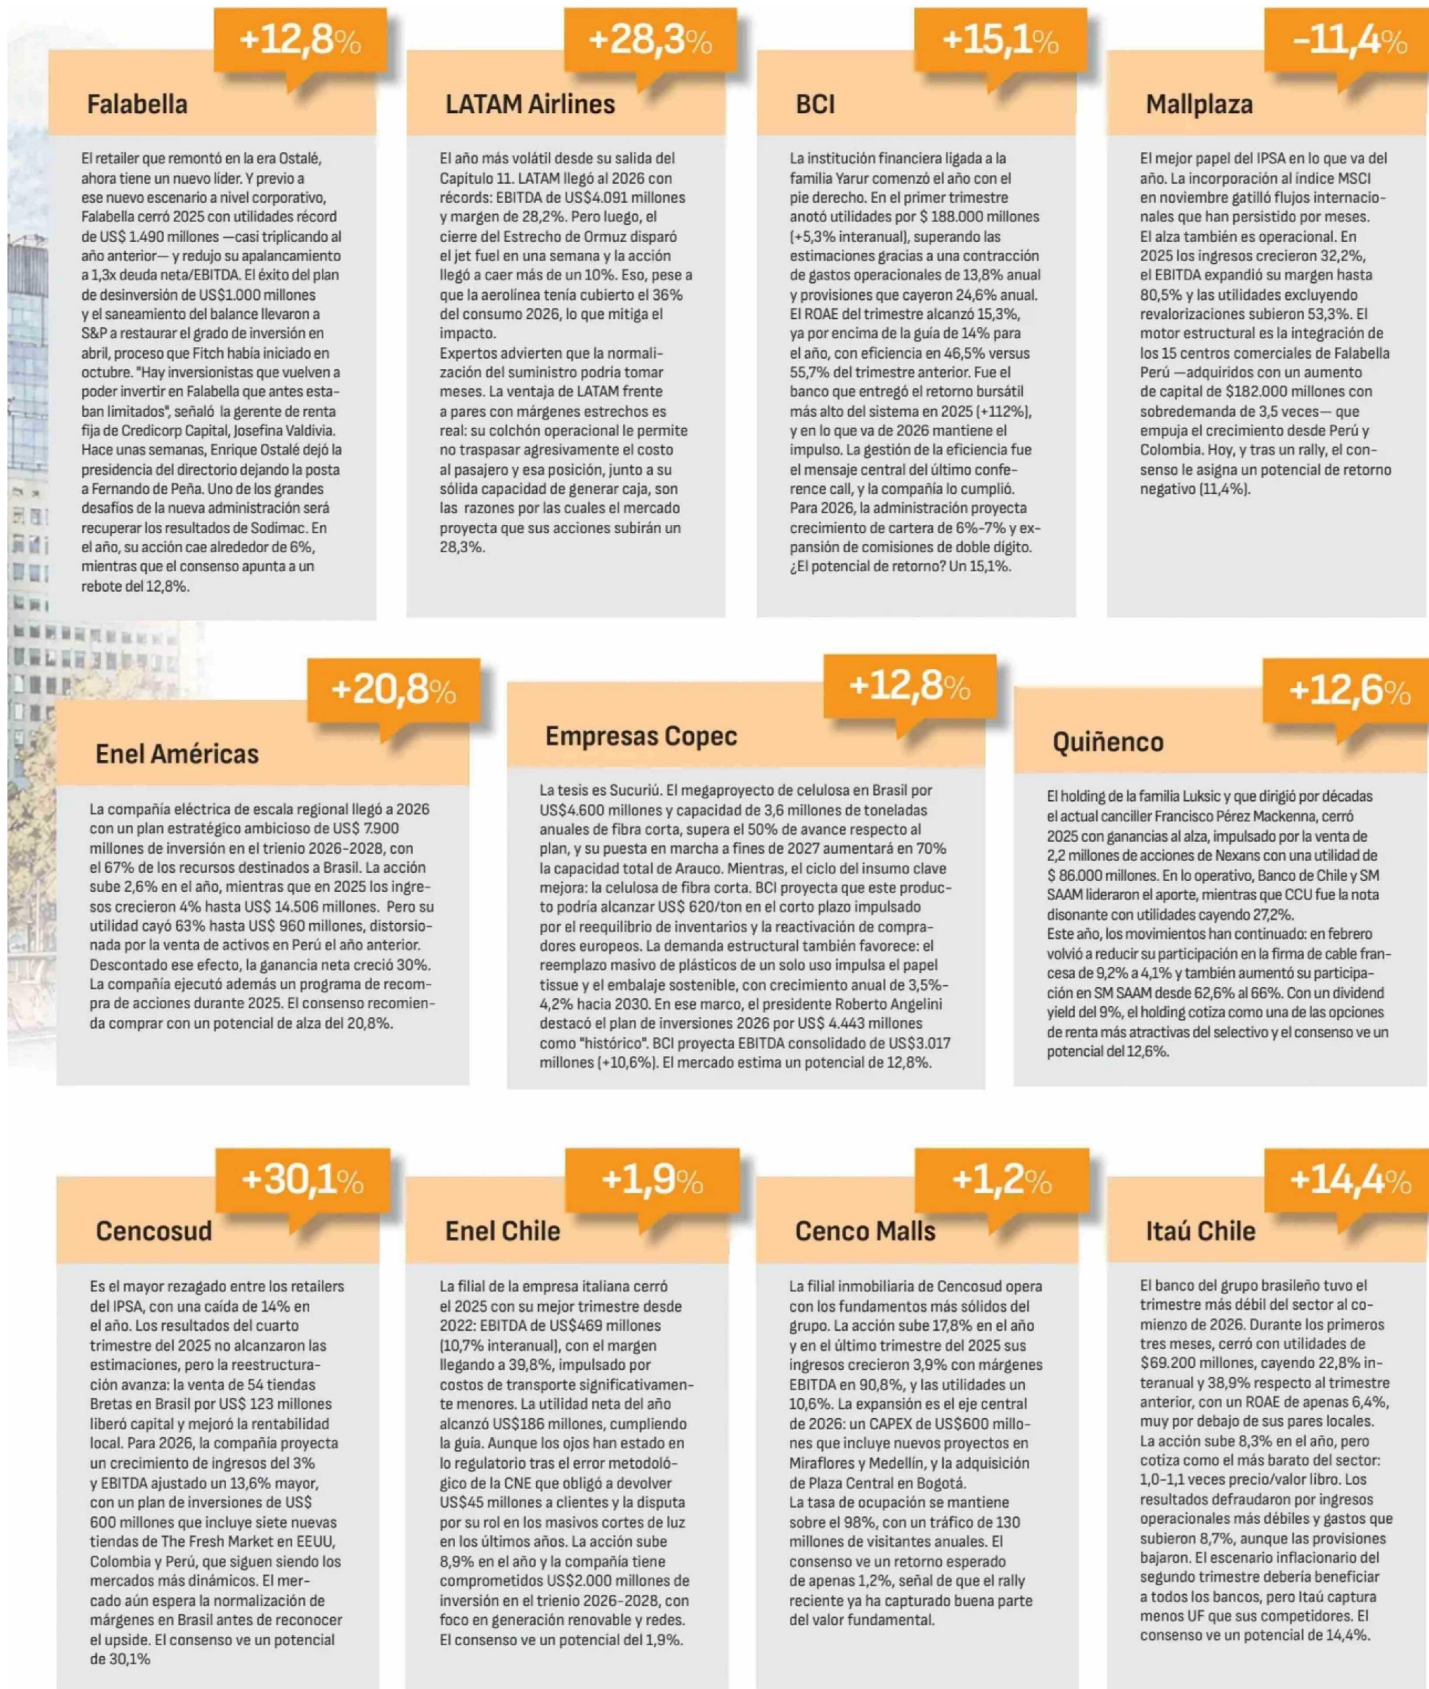 +12,8%
Falabella
El retailer que remontó en la era Ostalé,
ahora tiene un nuevo líder. Y previo a
ese nuevo escenario a nivel corporativo,
Falabella cerró 2025 con utilidades récord
de US$ 1.490 millones —casi triplicando al
año anterior— y redujo su apalancamiento
a 1,3x deuda neta/EBITDA. El éxito del plan
de desinversión de US$1.000 millones
y el saneamiento del balance llevaron a
S&P a restaurar el grado de inversión en
abril, proceso que Fitch había iniciado en
octubre. "Hay inversionistas que vuelven a
poder invertir en Falabella que antes esta-
ban limitados", señaló la gerente de renta
fija de Credicorp Capital, Josefina Valdivia.
Hace unas semanas, Enrique Ostalé dejó la
presidencia del directorio dejando la posta
a Fernando de Peña. Uno de los grandes
desafíos de la nueva administración será
recuperar los resultados de Sodimac. En
el año, su acción cae alrededor de 6%,
mientras que el consenso apunta a un
rebote del 12,8%.
+28,3%
LATAM Airlines
El año más volátil desde su salida del
Capítulo 11. LATAM llegó al 2026 con
récords: EBITDA de US$4.091 millones
y margen de 28,2%. Pero luego, el
cierre del Estrecho de Ormuz disparó
el jet fuel en una semana y la acción
llegó a caer más de un 10%. Eso, pese a
que la aerolínea tenía cubierto el 36%
del consumo 2026, lo que mitiga el
impacto.
Expertos advierten que la normali-
zación del suministro podría tomar
meses. La ventaja de LATAM frente
a pares con márgenes estrechos es
real: su colchón operacional le permite
no traspasar agresivamente el costo
al pasajero y esa posición, junto a su
sólida capacidad de generar caja, son
las razones por las cuales el mercado
proyecta que sus acciones subirán un
28,3%.
+15,1%
BCI
La institución financiera ligada a la
familia Yarur comenzó el año con el
pie derecho. En el primer trimestre
anotó utilidades por $ 188.000 millones
(+5,3% interanual), superando las
estimaciones gracias a una contracción
de gastos operacionales de 13,8% anual
y provisiones que cayeron 24,6% anual.
El ROAE del trimestre alcanzó 15,3%,
ya por encima de la guía de 14% para
el año, con eficiencia en 46,5% versus
55,7% del trimestre anterior. Fue el
banco que entregó el retorno bursátil
más alto del sistema en 2025 (+112%),
y en lo que va de 2026 mantiene el
impulso. La gestión de la eficiencia fue
el mensaje central del último confe-
rence call, y la compañía lo cumplió.
Para 2026, la administración proyecta
crecimiento de cartera de 6%-7% y ex-
pansión de comisiones de doble dígito.
¿El potencial de retorno? Un 15,1%.
-11,4%
Mallplaza
El mejor papel del IPSA en lo que va del
año. La incorporación al índice MSCI
en noviembre gatilló flujos internacio-
nales que han persistido por meses.
El alza también es operacional. En
2025 los ingresos crecieron 32,2%,
el EBITDA expandió su margen hasta
80,5% y las utilidades excluyendo
revalorizaciones subieron 53,3%. El
motor estructural es la integración de
los 15 centros comerciales de Falabella
Perú —adquiridos con un aumento
de capital de $182.000 millones con
sobredemanda de 3,5 veces— que
empuja el crecimiento desde Perú y
Colombia. Hoy, y tras un rally, el con-
senso le asigna un potencial de retorno
negativo (11,4%).
+20,8%
Enel Américas
La compañía eléctrica de escala regional llegó a 2026
con un plan estratégico ambicioso de US$ 7.900
millones de inversión en el trienio 2026-2028, con
el 67% de los recursos destinados a Brasil. La acción
sube 2,6% en el año, mientras que en 2025 los ingre-
sos crecieron 4% hasta US$ 14.506 millones. Pero su
utilidad cayó 63% hasta US$ 960 millones, distorsio-
nada por la venta de activos en Perú el año anterior.
Descontado ese efecto, la ganancia neta creció 30%.
La compañía ejecutó además un programa de recom-
pra de acciones durante 2025. El consenso recomien-
da comprar con un potencial de alza del 20,8%.
+12,8%
Empresas Copec
La tesis es Sucuriú. El megaproyecto de celulosa en Brasil por
US$4.600 millones y capacidad de 3,6 millones de toneladas
anuales de fibra corta, supera el 50% de avance respecto al
plan, y su puesta en marcha a fines de 2027 aumentará en 70%
la capacidad total de Arauco. Mientras, el ciclo del insumo clave
mejora: la celulosa de fibra corta. BCI proyecta que este produc-
to podría alcanzar US$ 620/ton en el corto plazo impulsado
por el reequilibrio de inventarios y la reactivación de compra-
dores europeos. La demanda estructural también favorece: el
reemplazo masivo de plásticos de un solo uso impulsa el papel
tissue y el embalaje sostenible, con crecimiento anual de 3,5%-
4,2% hacia 2030. En ese marco, el presidente Roberto Angelini
destacó el plan de inversiones 2026 por US$ 4.443 millones
como "histórico". BCI proyecta EBITDA consolidado de US$3.017
millones (+10,6%). El mercado estima un potencial de 12,8%.
+12,6%
Quiñenco
El holding de la familia Luksic y que dirigió por décadas
el actual canciller Francisco Pérez Mackenna, cerró
2025 con ganancias al alza, impulsado por la venta de
2,2 millones de acciones de Nexans con una utilidad de
$ 86.000 millones. En lo operativo, Banco de Chile y SM
SAAM lideraron el aporte, mientras que CCU fue la nota
disonante con utilidades cayendo 27,2%.
Este año, los movimientos han continuado: en febrero
volvió a reducir su participación en la firma de cable fran-
cesa de 9,2% a 4,1% y también aumentó su participa-
ción en SM SAAM desde 62,6% al 66%. Con un dividend
yield del 9%, el holding cotiza como una de las opciones
de renta más atractivas del selectivo y el consenso ve un
potencial del 12,6%.
+30,1%
Cencosud
Es el mayor rezagado entre los retailers
del IPSA, con una caída de 14% en
el año. Los resultados del cuarto
trimestre del 2025 no alcanzaron las
estimaciones, pero la reestructura-
ción avanza: la venta de 54 tiendas
Bretas en Brasil por US$ 123 millones
liberó capital y mejoró la rentabilidad
local. Para 2026, la compañía proyecta
un crecimiento de ingresos del 3%
y EBITDA ajustado un 13,6% mayor,
con un plan de inversiones de US$
600 millones que incluye siete nuevas
tiendas de The Fresh Market en EEUU,
Colombia y Perú, que siguen siendo los
mercados más dinámicos. El mer-
cado aún espera la normalización de
márgenes en Brasil antes de reconocer
el upside. El consenso ve un potencial
de 30,1%
+1,9%
Enel Chile
La filial de la empresa italiana cerró
el 2025 con su mejor trimestre desde
2022: EBITDA de US$469 millones
(10,7% interanual), con el margen
llegando a 39,8%, impulsado por
costos de transporte significativamen-
te menores. La utilidad neta del año
alcanzó US$186 millones, cumpliendo
la guía. Aunque los ojos han estado en
lo regulatorio tras el error metodoló-
gico de la CNE que obligó a devolver
US$45 millones a clientes y la disputa
por su rol en los masivos cortes de luz
en los últimos años. La acción sube
8,9% en el año y la compañía tiene
comprometidos US$2.000 millones de
inversión en el trienio 2026-2028, con
foco en generación renovable y redes.
El consenso ve un potencial del 1,9%.
+1,2%
Cenco Malls
La filial inmobiliaria de Cencosud opera
con los fundamentos más sólidos del
grupo. La acción sube 17,8% en el año
y en el último trimestre del 2025 sus
ingresos crecieron 3,9% con márgenes
EBITDA en 90,8%, y las utilidades un
10,6%. La expansión es el eje central
de 2026: un CAPEX de US$600 millo-
nes que incluye nuevos proyectos en
Miraflores y Medellín, y la adquisición
de Plaza Central en Bogotá.
La tasa de ocupación se mantiene
sobre el 98%, con un tráfico de 130
millones de visitantes anuales. El
consenso ve un retorno esperado
de apenas 1,2%, señal de que el rally
reciente ya ha capturado buena parte
del valor fundamental.
+14,4%
Itaú Chile
El banco del grupo brasileño tuvo el
trimestre más débil del sector al co-
mienzo de 2026. Durante los primeros
tres meses, cerró con utilidades de
$69.200 millones, cayendo 22,8% in-
teranual y 38,9% respecto al trimestre
anterior, con un ROAE de apenas 6,4%,
muy por debajo de sus pares locales.
La acción sube 8,3% en el año, pero
cotiza como el más barato del sector:
1,0-1,1 veces precio/valor libro. Los
resultados defraudaron por ingresos
operacionales más débiles y gastos que
subieron 8,7%, aunque las provisiones
bajaron. El escenario inflacionario del
segundo trimestre debería beneficiar
a todos los bancos, pero Itaú captura
menos UF que sus competidores. El
consenso ve un potencial de 14,4%.